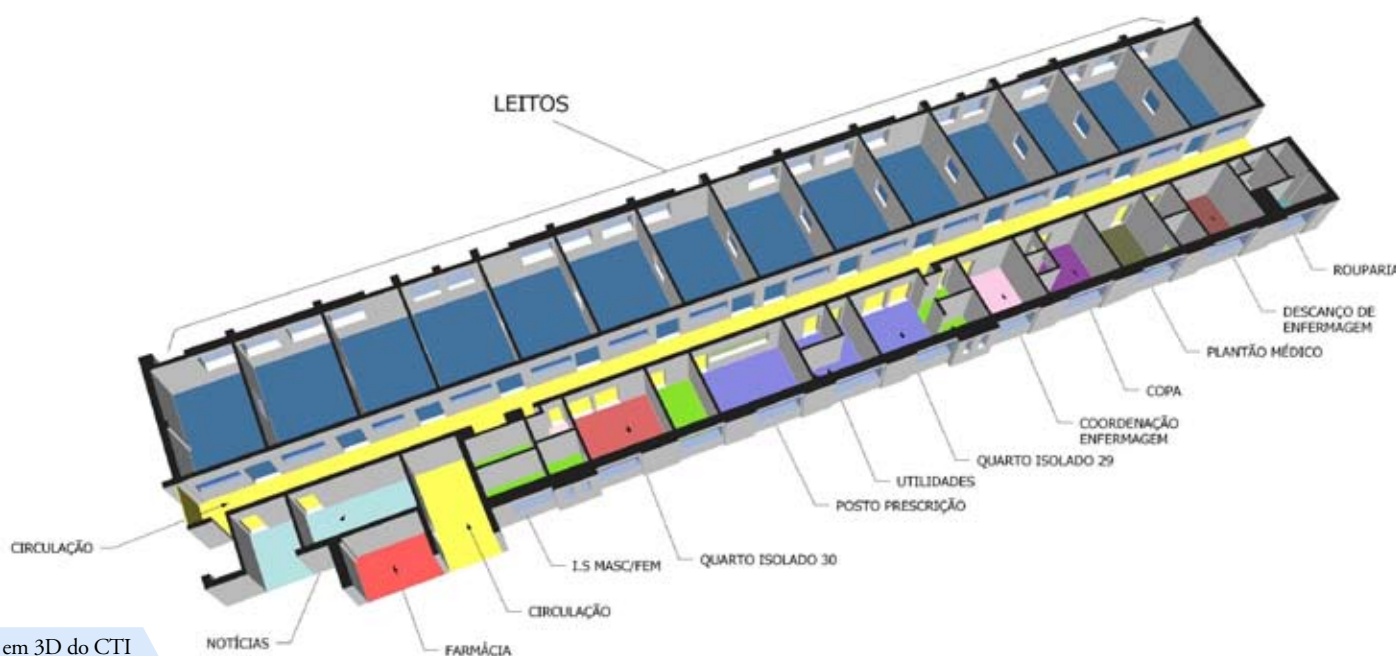 LEITOS
ROUPARIA
DESCANÇO DE
ENFERMAGEM
PLANTÃO MÉDICO
COPA
COORDENAÇÃO
ENFERMAGEM
QUARTO ISOLADO 29
UTILIDADES
POSTO PRESCRIÇÃO
QUARTO ISOLADO 30
I.S MASC/FEM
CIRCULAÇÃO
CIRCULAÇÃO
NOTÍCIAS
FARMÁCIA
em 3D do CTI